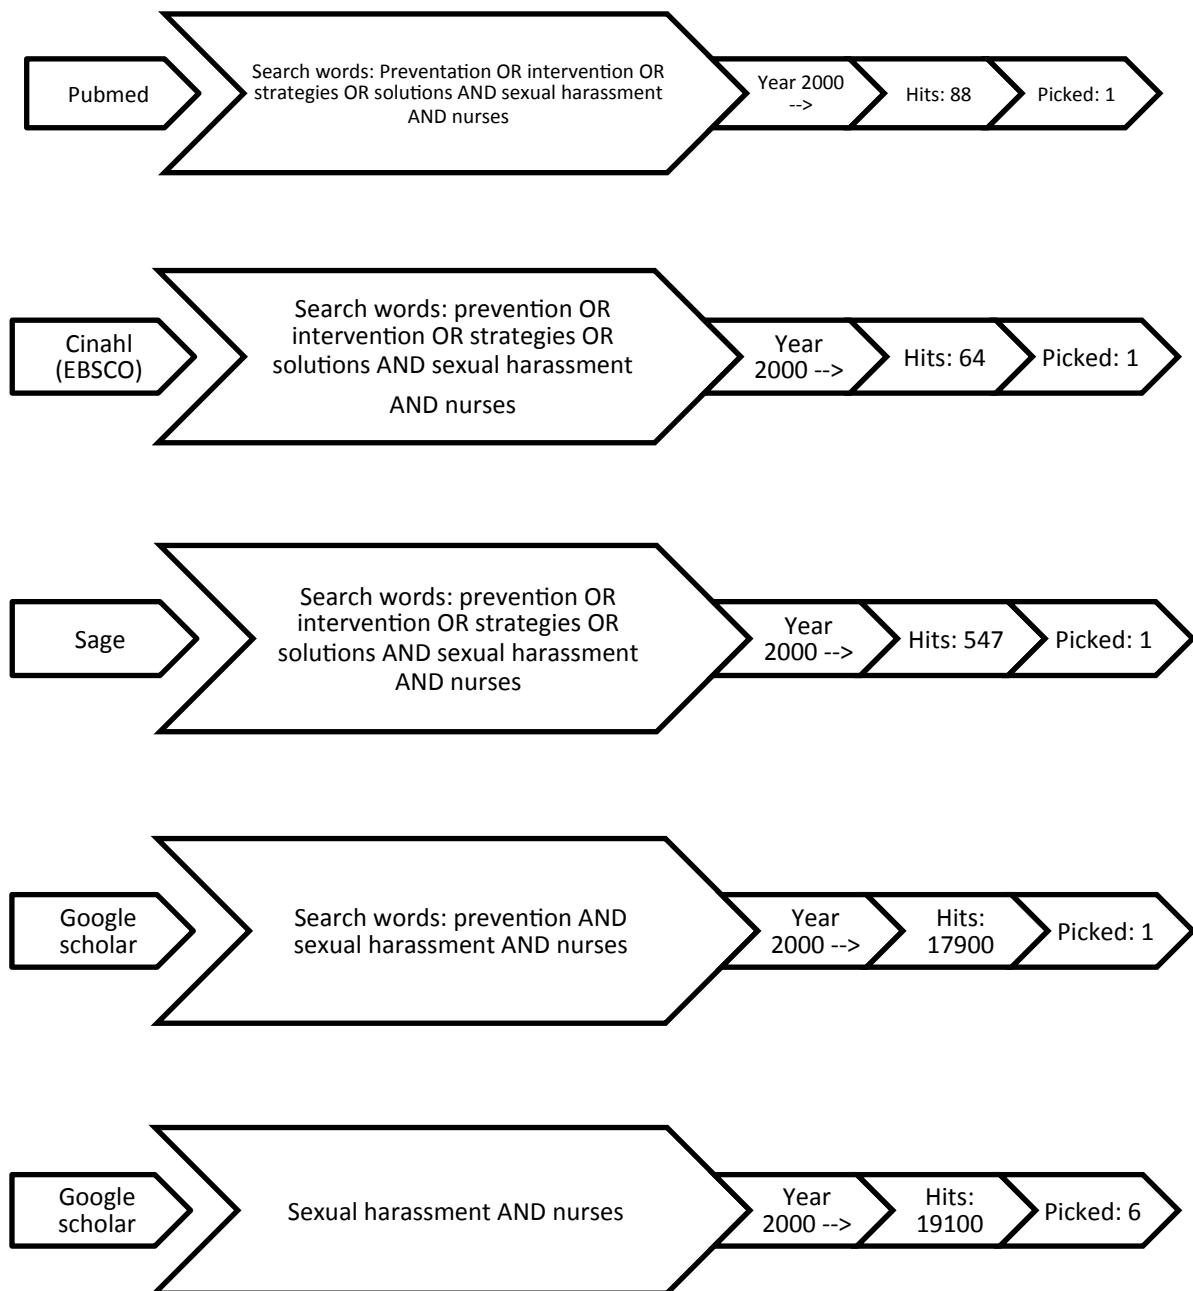 Pubmed
Search words: Preventation OR intervention OR
strategies OR solutions AND sexual harassment
AND nurses
Year 2000
-->
Hits: 88
Picked: 1
Cinahl
(EBSCO)
Search words: prevention OR
intervention OR strategies OR
solutions AND sexual harassment
AND nurses
Year
2000 -->
Hits: 64
Picked: 1
Sage
Search words: prevention OR
intervention OR strategies OR
solutions AND sexual harassment
AND nurses
Year
2000 -->
Hits: 547
Picked: 1
Google
scholar
Search words: prevention AND
sexual harassment AND nurses
Year
2000 -->
Hits:
17900
Picked: 1
Google
scholar
Sexual harassment AND nurses
Year
2000 -->
Hits:
19100
Picked: 6